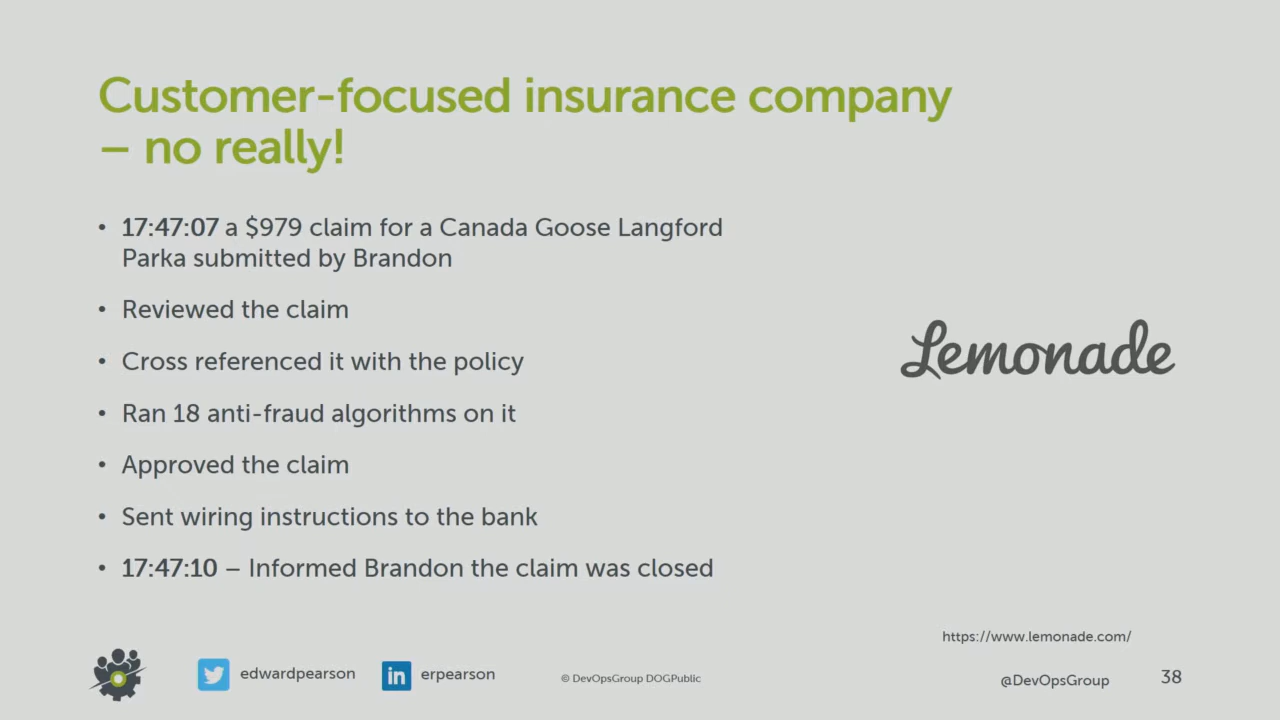 Customer-focused insurance company
– no really!
• 17:47:07 a $979 claim for a Canada Goose Langford
Parka submitted by Brandon
• Reviewed the claim
• Cross referenced it with the policy
• Ran 18 anti-fraud algorithms on it
• Approved the claim
• Sent wiring instructions to the bank
• 17:47:10 – Informed Brandon the claim was closed
Lemonade
https://www.lemonade.com/
edwardpearson
in erpearson
© DevOpsGroup DOGPublic
@DevOpsGroup
38